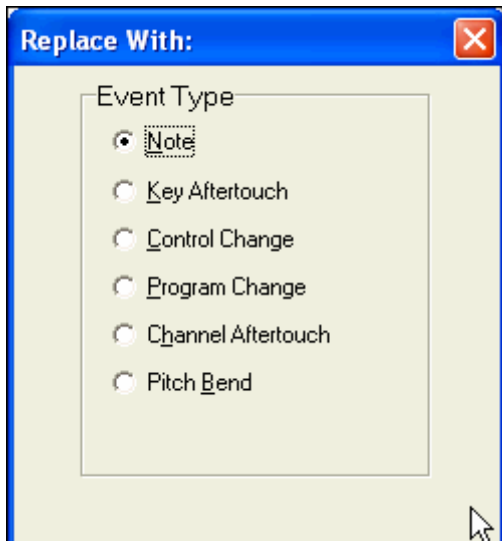 Replace With:
Event Type
Note
Key Aftertouch
Control Change
Program Change
Channel Aftertouch
Pitch Bend